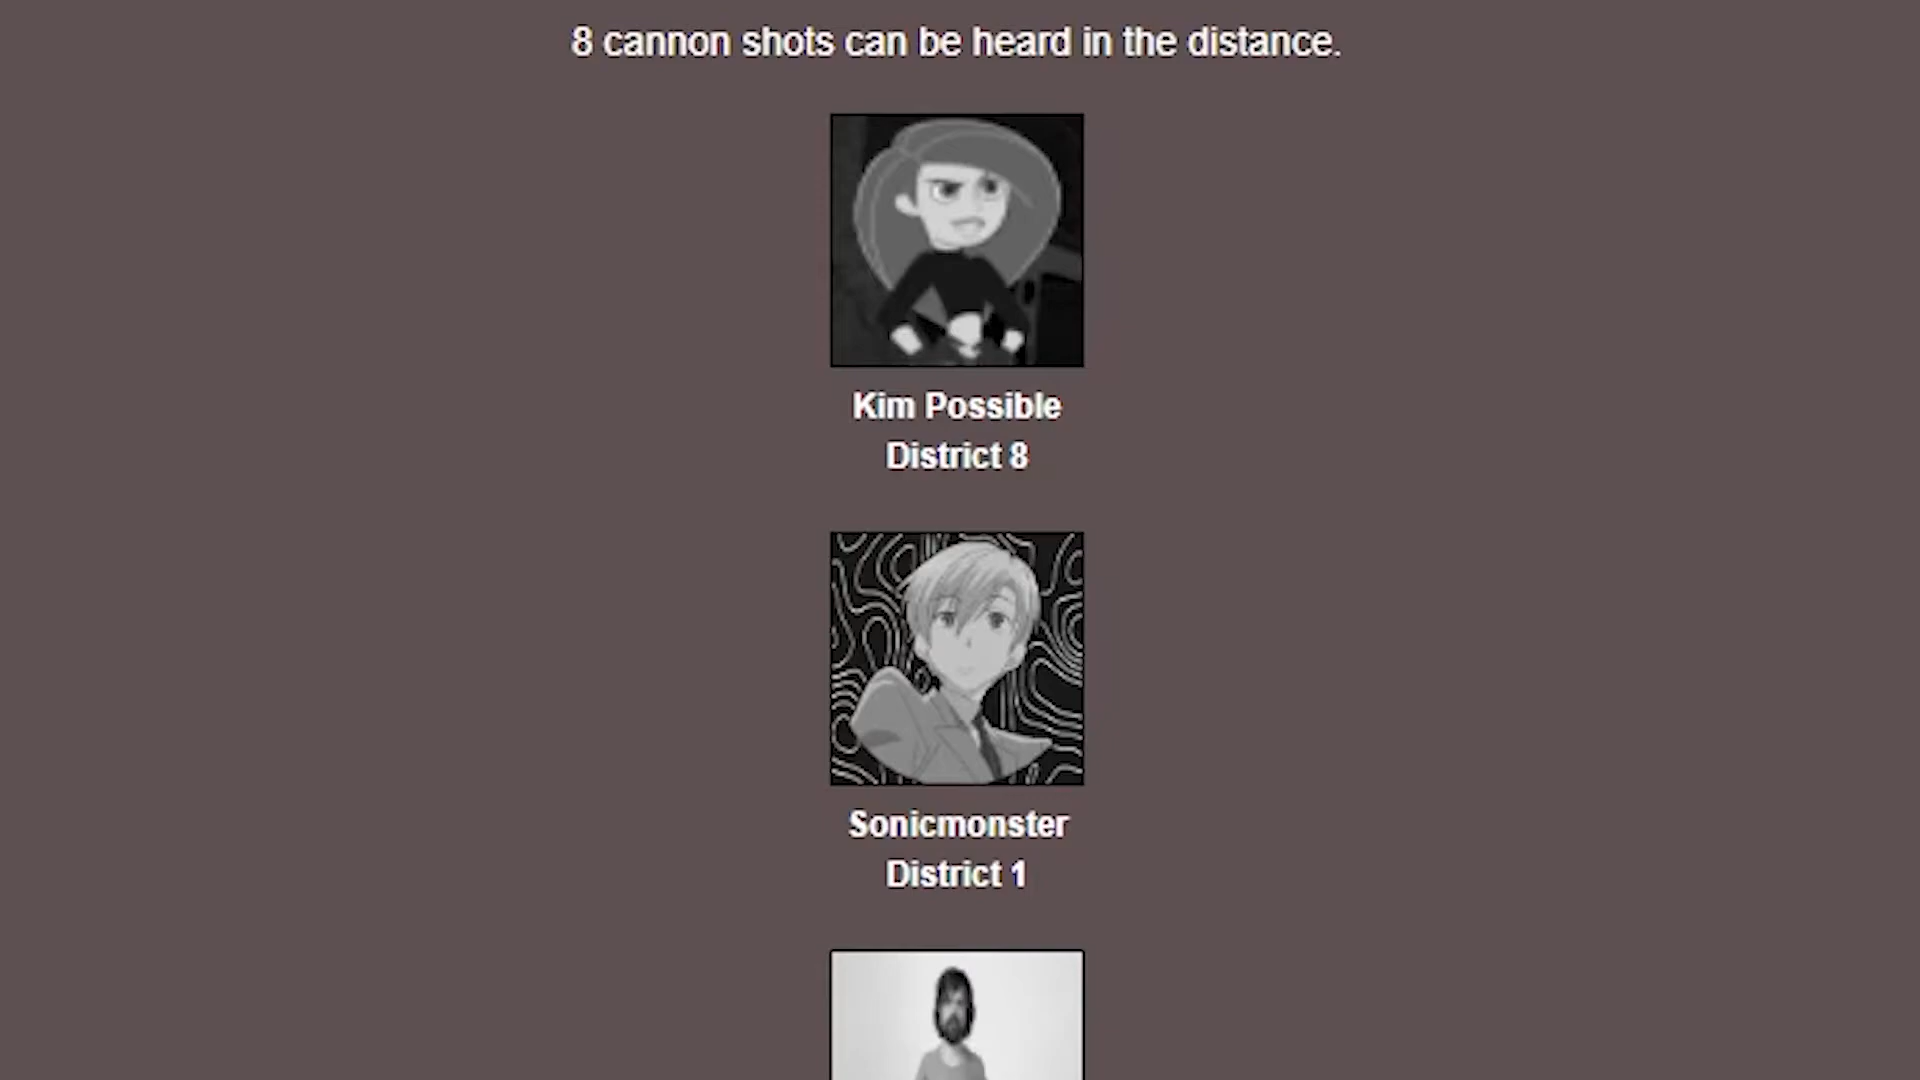 8 cannon shots can be heard in the distance.
Kim Possible
District 8
Sonicmonster
District 1